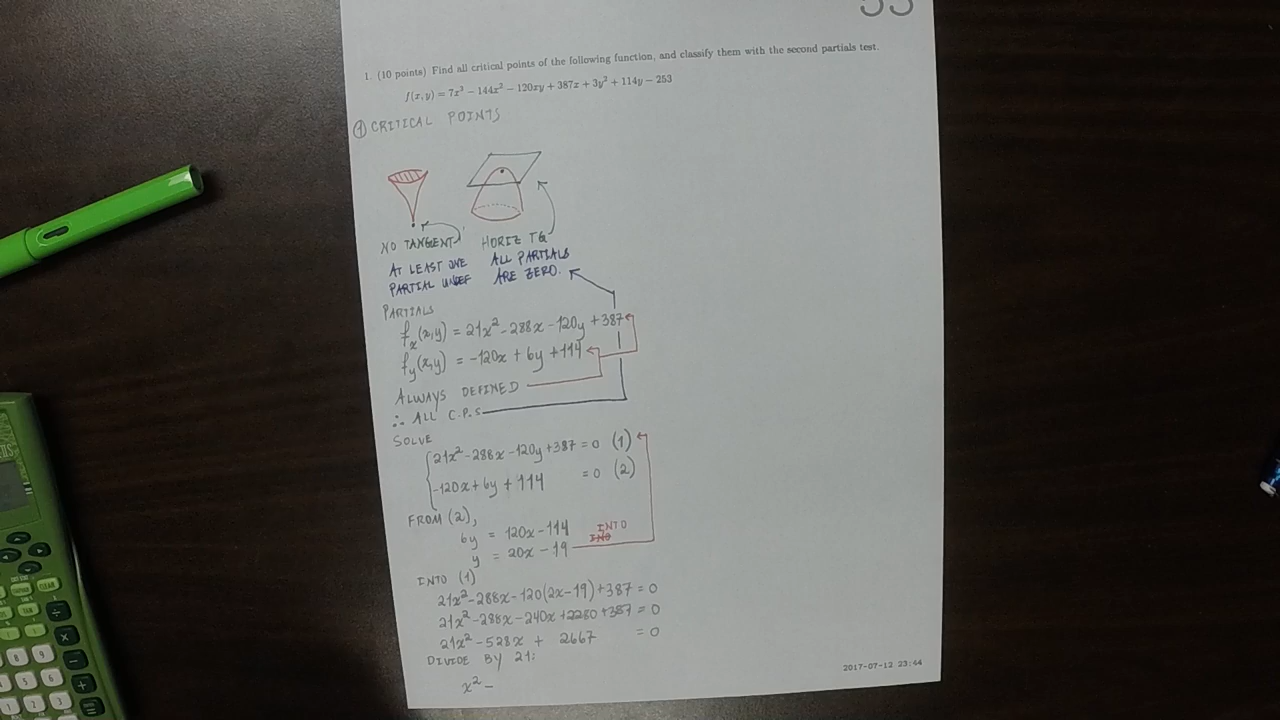 1. (10 points) Find all critical points of the following function, and classify them with the second partials test.
f(x, y) = 7x³ − 144x² − 120xy + 387x + 3y² + 114y − 253
① CRITICAL POINTS
NO TANGENT HORIZ TG
AT LEAST ONE ALL PARTIALS
PARTIAL UNDEF ARE ZERO.
PARTIALS
fₓ(x,y) = 21x² - 288x - 120y + 387
f_y(x,y) = -120x + 6y + 114
ALWAYS DEFINED
∴ ALL C.P.S
SOLVE
21x² - 288x - 120y + 387 = 0 (1)
-120x + 6y + 114 = 0 (2)
FROM (2),
6y = 120x - 114 INTO
y = 20x - 19
INTO (1)
21x² - 288x - 120(2x - 19) + 387 = 0
21x² - 288x - 240x + 2280 + 387 = 0
21x² - 528x + 2667 = 0
DIVIDE BY 21:
x² -
2017-07-12 23:44